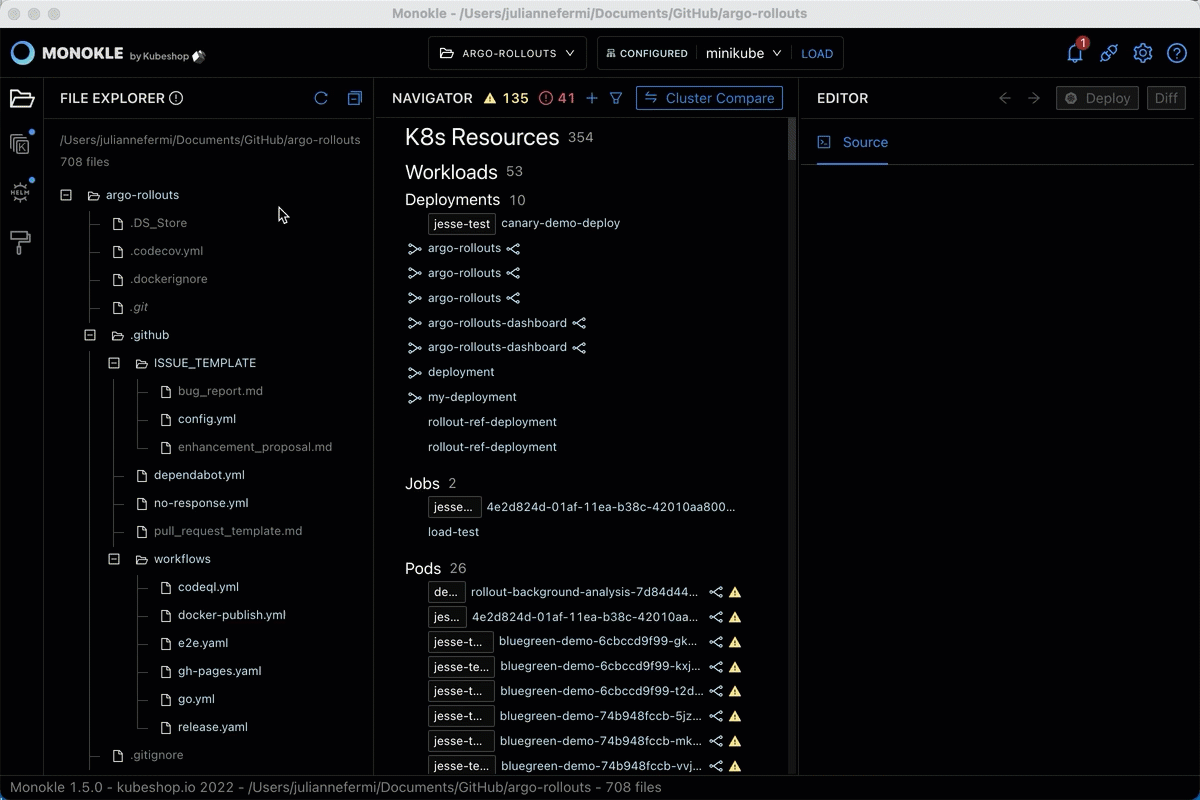 Monokle - /Users/juliannefermi/Documents/GitHub/argo-rollouts
MONOKLE by Kubeshop
ARGO-ROLLOUTS
CONFIGURED minikube LOAD
1
FILE EXPLORER
/Users/juliannefermi/Documents/GitHub/argo-rollouts
708 files
argo-rollouts
.DS_Store
.codecov.yml
.dockerignore
.git
.github
ISSUE_TEMPLATE
bug_report.md
config.yml
enhancement_proposal.md
dependabot.yml
no-response.yml
pull_request_template.md
workflows
codeql.yml
docker-publish.yml
e2e.yaml
gh-pages.yaml
go.yml
release.yaml
.gitignore
K
HELM
NAVIGATOR 135 41 Cluster Compare
K8s Resources 354
Workloads 53
Deployments 10
jesse-test canary-demo-deploy
argo-rollouts
argo-rollouts
argo-rollouts
argo-rollouts-dashboard
argo-rollouts-dashboard
deployment
my-deployment
rollout-ref-deployment
rollout-ref-deployment
Jobs 2
jesse... 4e2d824d-01af-11ea-b38c-42010aa800...
load-test
Pods 26
de... rollout-background-analysis-7d84d44...
jes... 4e2d824d-01af-11ea-b38c-42010aa...
jesse-t... bluegreen-demo-6cbccd9f99-gk...
jesse-te... bluegreen-demo-6cbccd9f99-kxj...
jesse-t... bluegreen-demo-6cbccd9f99-t2d...
jesse-t... bluegreen-demo-74b948fccb-5jz...
jesse-t... bluegreen-demo-74b948fccb-mk...
jesse-te... bluegreen-demo-74b948fccb-vvj...
EDITOR
Deploy Diff
Source
Monokle 1.5.0 - kubeshop.io 2022 - /Users/juliannefermi/Documents/GitHub/argo-rollouts - 708 files